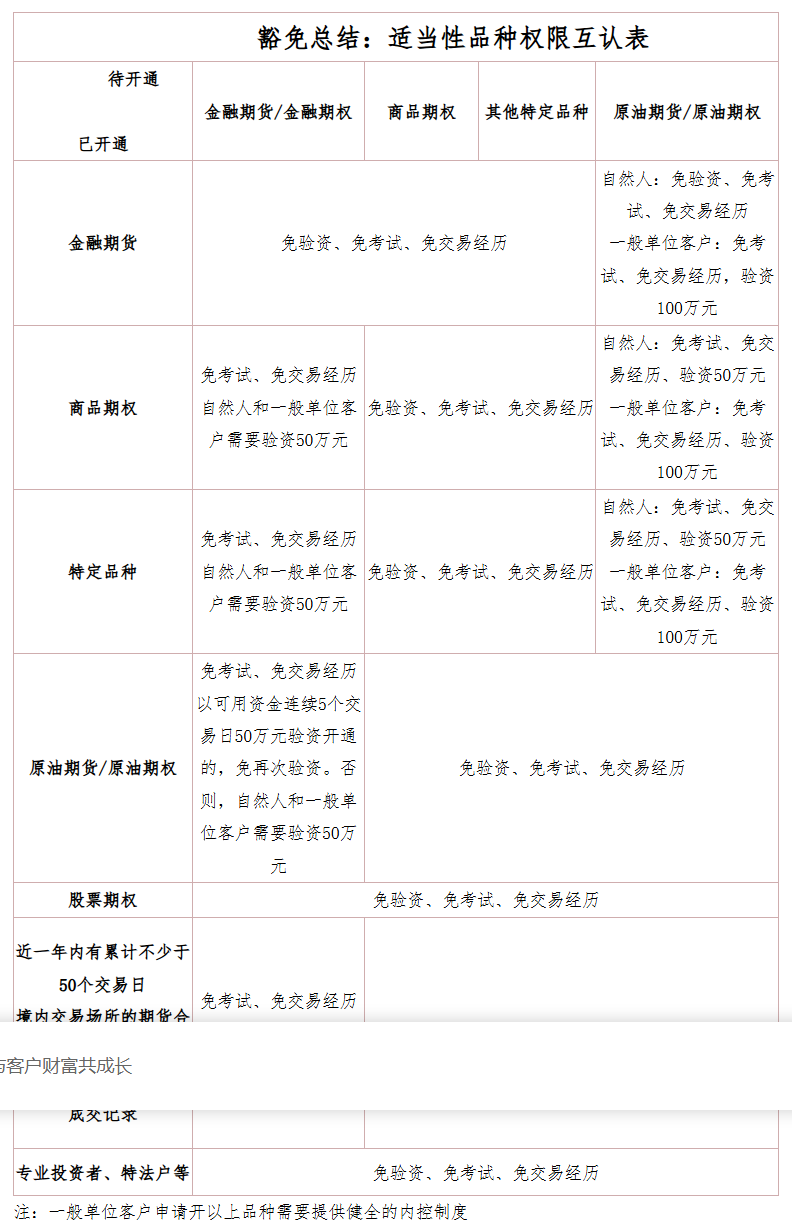 豁免总结：适当性品种权限互认表
待开通
已开通
金融期货/金融期权
商品期权
其他特定品种
原油期货/原油期权
金融期货
免验资、免考试、免交易经历
自然人：免验资、免考
试、免交易经历
一般单位客户：免考
试、免交易经历，验资
100万元
商品期权
免考试、免交易经历
自然人和一般单位客
户需要验资50万元
免验资、免考试、免交易经历
自然人：免考试、免交
易经历、验资50万元
一般单位客户：免考
试、免交易经历、验资
100万元
特定品种
免考试、免交易经历
自然人和一般单位客
户需要验资50万元
免验资、免考试、免交易经历
自然人：免考试、免交
易经历、验资50万元
一般单位客户：免考
试、免交易经历、验资
100万元
原油期货/原油期权
免考试、免交易经历
以可用资金连续5个交
易日50万元验资开通
的，免再次验资。否
则，自然人和一般单
位客户需要验资50万
元
免验资、免考试、免交易经历
股票期权
免验资、免考试、免交易经历
近一年内有累计不少于
50个交易日
境内交易场所的期货合
免考试、免交易经历
与客户财富共成长
成交记录
专业投资者、特法户等
免验资、免考试、免交易经历
注：一般单位客户申请开以上品种需要提供健全的内控制度